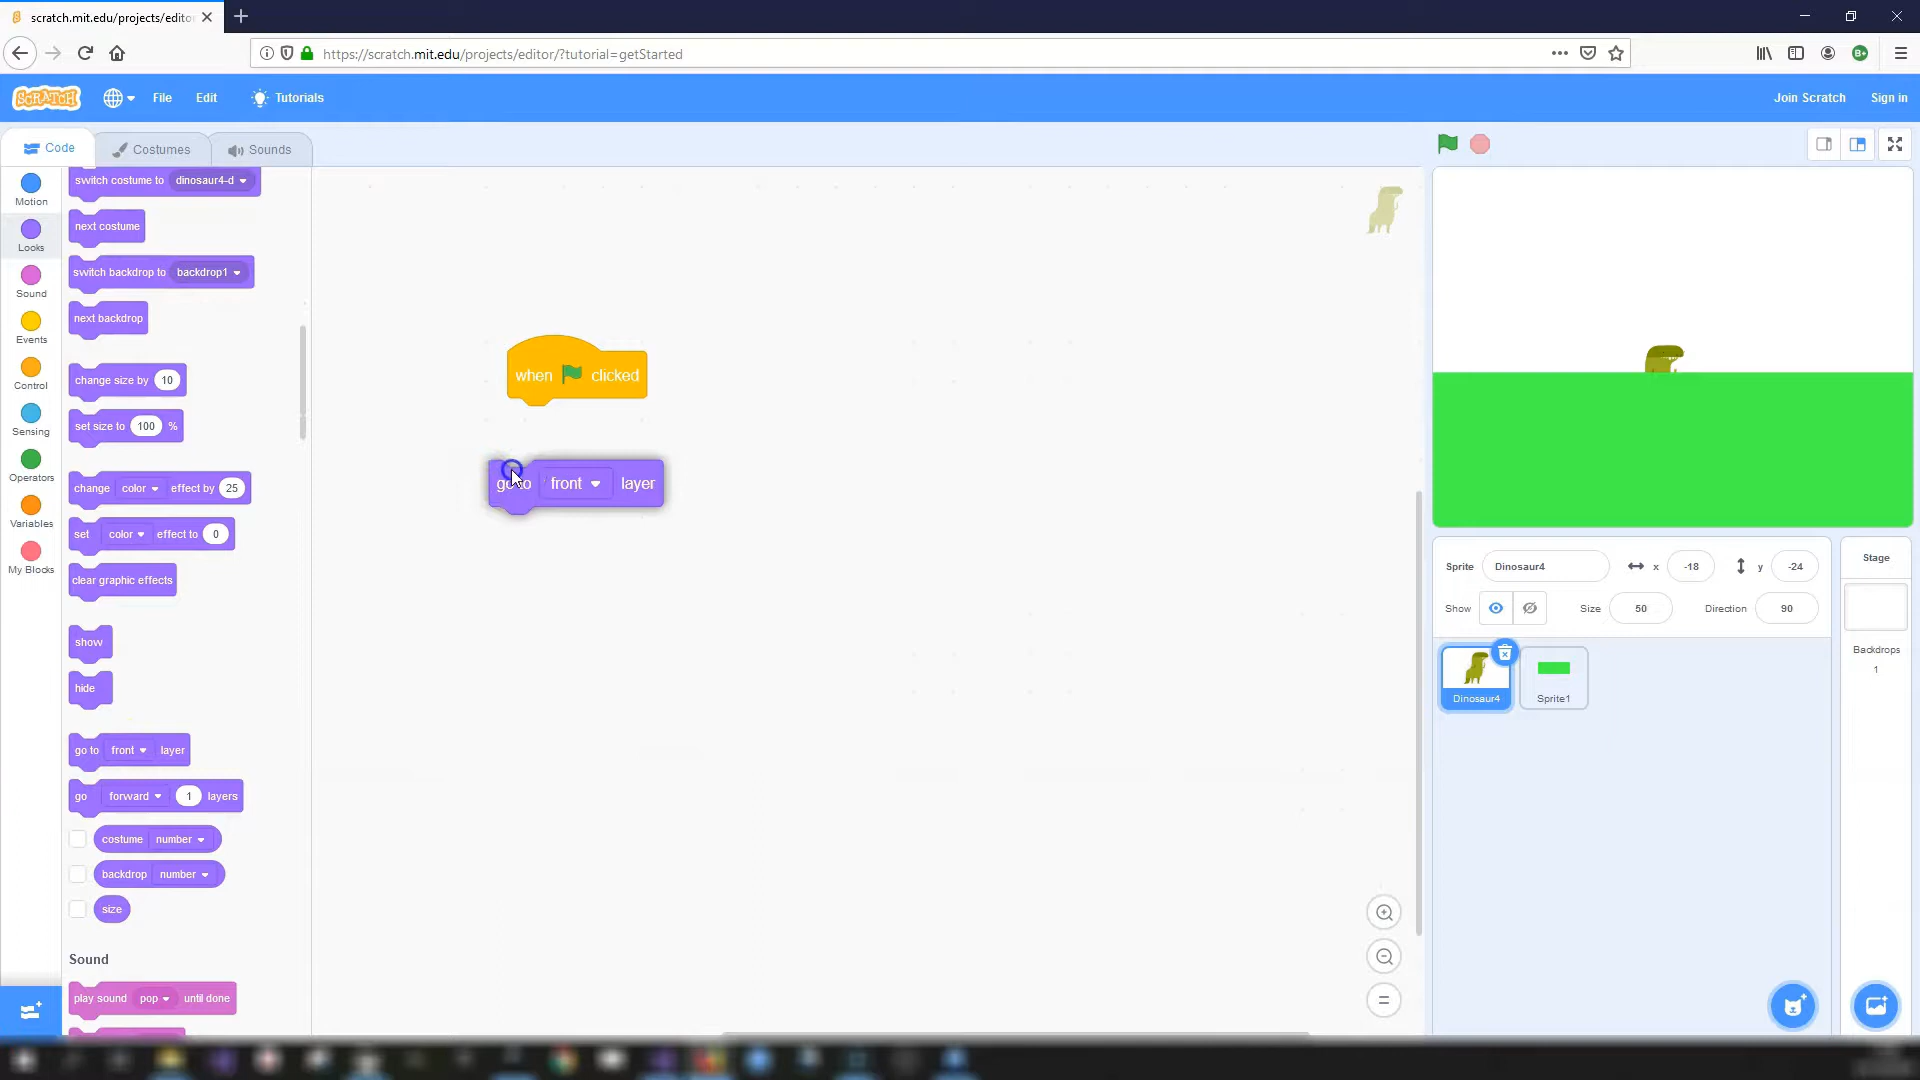 scratch.mit.edu/projects/edito
https://scratch.mit.edu/projects/editor/?tutorial=getStarted
B+
SCRATCH
File
Edit
Tutorials
Join Scratch
Sign in
Code
Costumes
Sounds
Motion
Looks
Sound
Events
Control
Sensing
Operators
Variables
My Blocks
switch costume to dinosaur4-d
next costume
switch backdrop to backdrop1
next backdrop
change size by 10
set size to 100 %
change color effect by 25
set color effect to 0
clear graphic effects
show
hide
go to front layer
go forward 1 layers
costume number
backdrop number
size
Sound
play sound pop until done
when clicked
go to front layer
Sprite Dinosaur4 x -18 y -24
Show Size 50 Direction 90
Dinosaur4
Sprite1
Stage
Backdrops
1